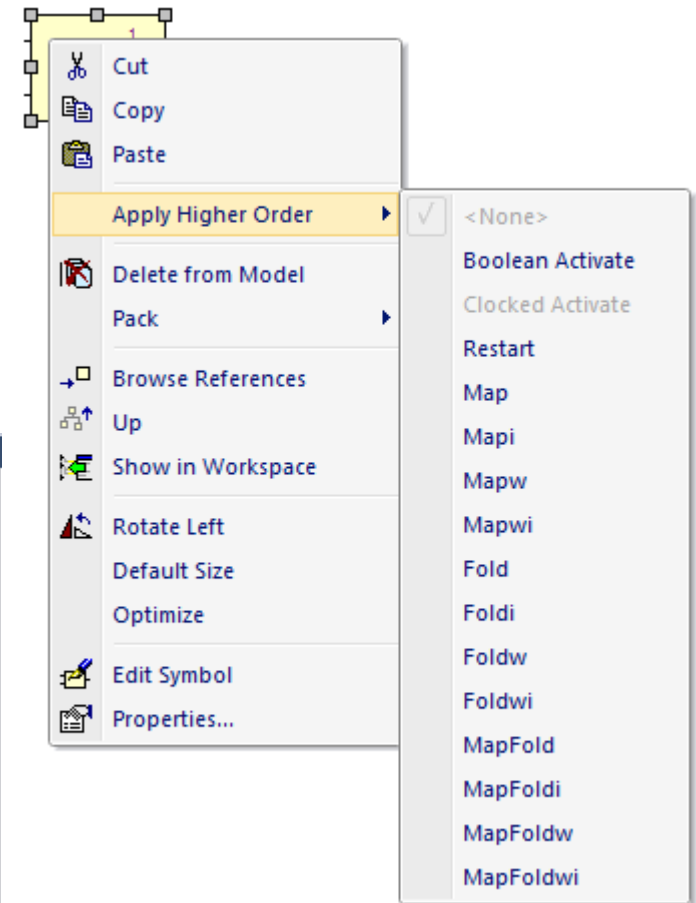 1
Cut
Copy
Paste
Apply Higher Order
Delete from Model
Pack
Browse References
Up
Show in Workspace
Rotate Left
Default Size
Optimize
Edit Symbol
Properties...
<None>
Boolean Activate
Clocked Activate
Restart
Map
Mapi
Mapw
Mapwi
Fold
Foldi
Foldw
Foldwi
MapFold
MapFoldi
MapFoldw
MapFoldwi